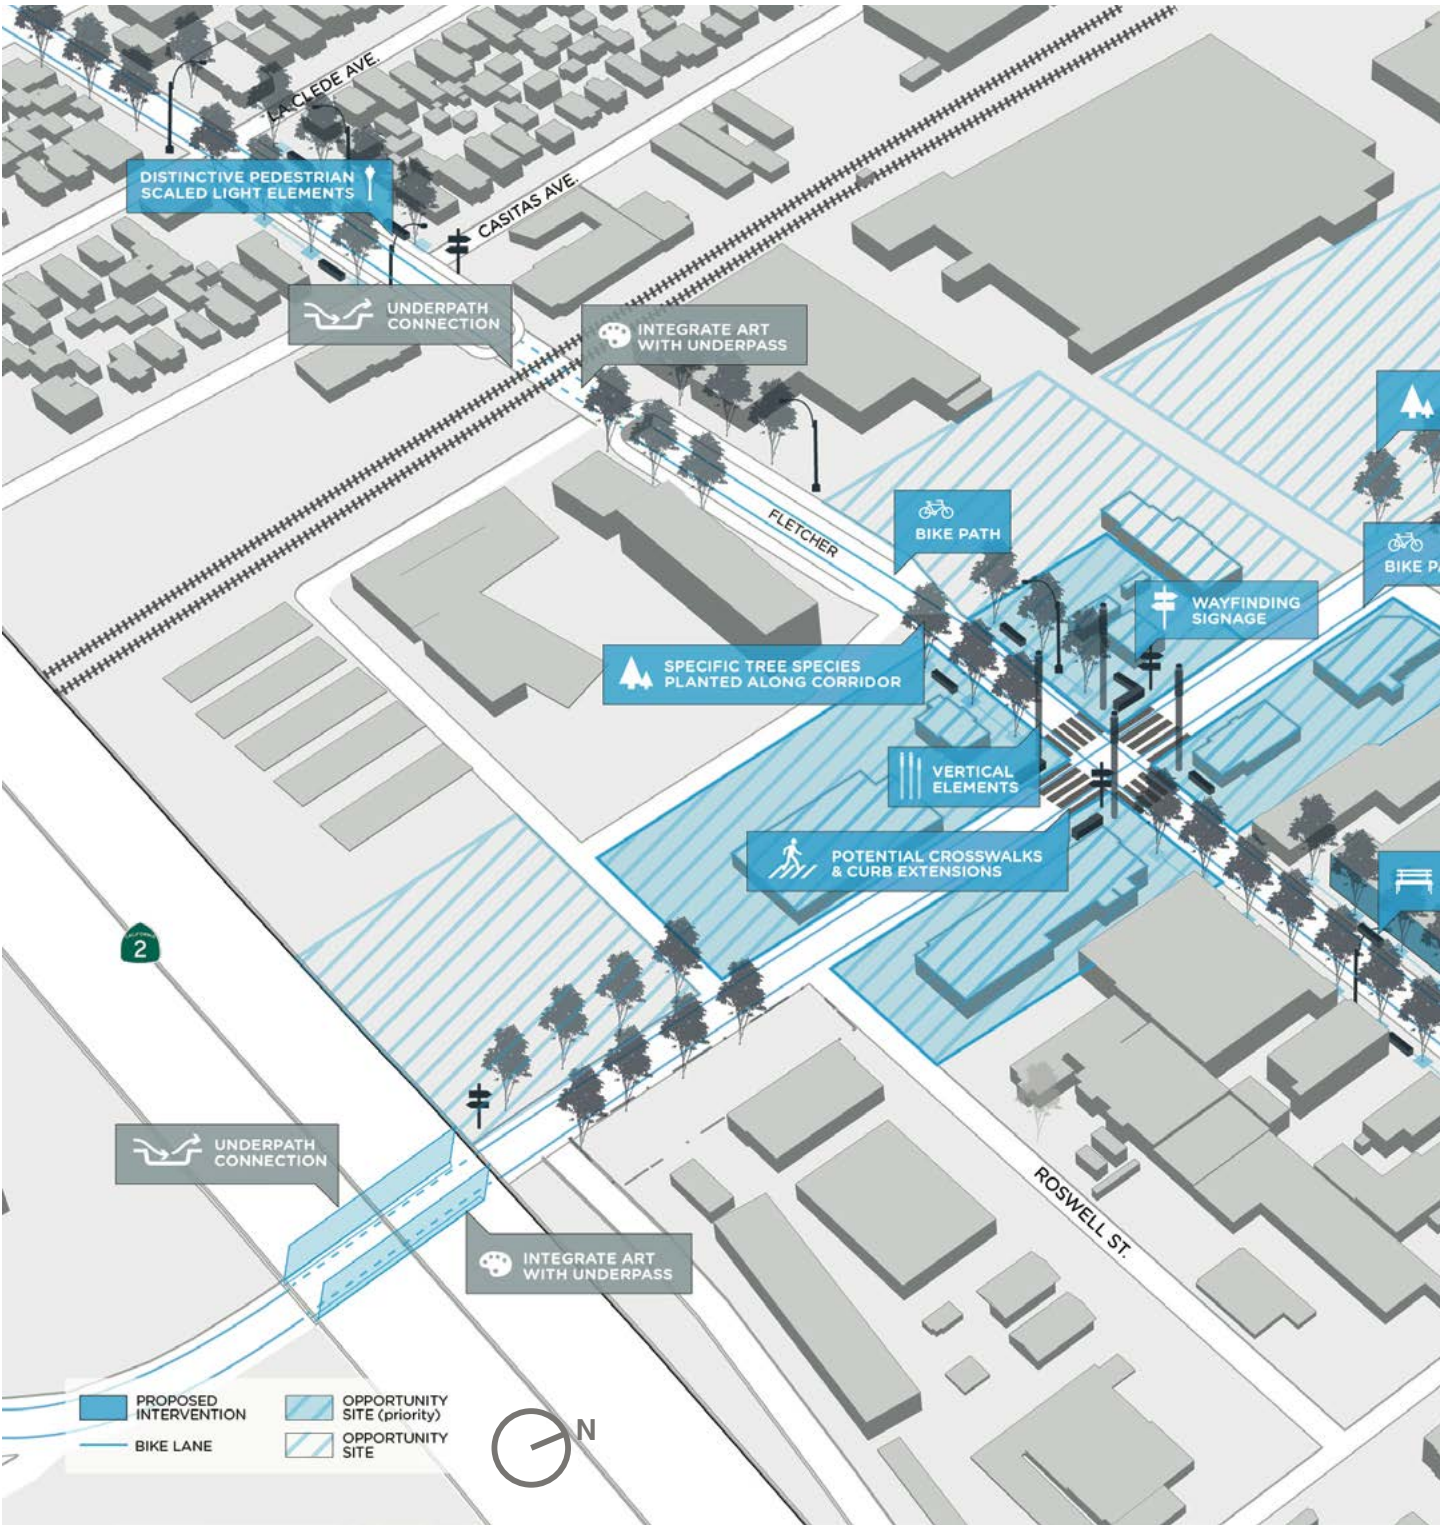 LA CLEDE AVE.
DISTINCTIVE PEDESTRIAN
SCALED LIGHT ELEMENTS
CASITAS AVE.
UNDERPATH
CONNECTION
INTEGRATE ART
WITH UNDERPASS
FLETCHER
BIKE PATH
BIKE PA
WAYFINDING
SIGNAGE
SPECIFIC TREE SPECIES
PLANTED ALONG CORRIDOR
VERTICAL
ELEMENTS
POTENTIAL CROSSWALKS
& CURB EXTENSIONS
CALIFORNIA
2
UNDERPATH
CONNECTION
ROSWELL ST.
INTEGRATE ART
WITH UNDERPASS
PROPOSED
INTERVENTION
BIKE LANE
OPPORTUNITY
SITE (priority)
OPPORTUNITY
SITE
N